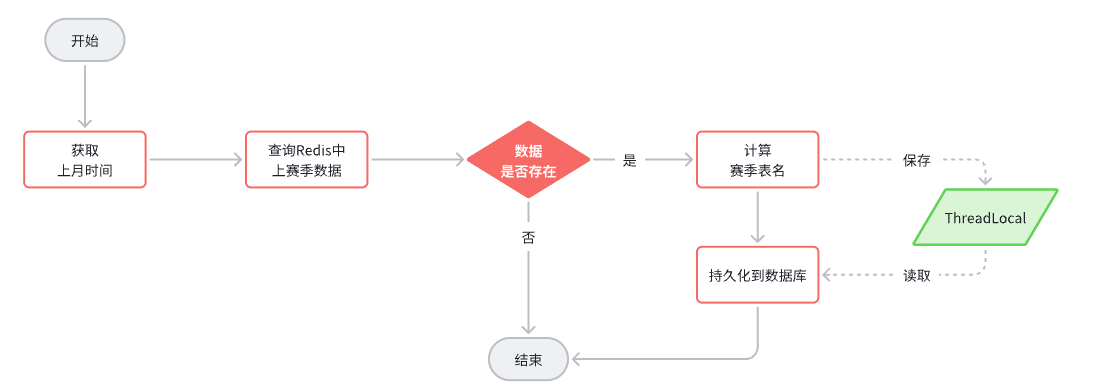 开始
获取
上月时间
查询Redis中
上赛季数据
数据
是否存在
是
计算
赛季表名
保存
ThreadLocal
读取
持久化到数据库
否
结束